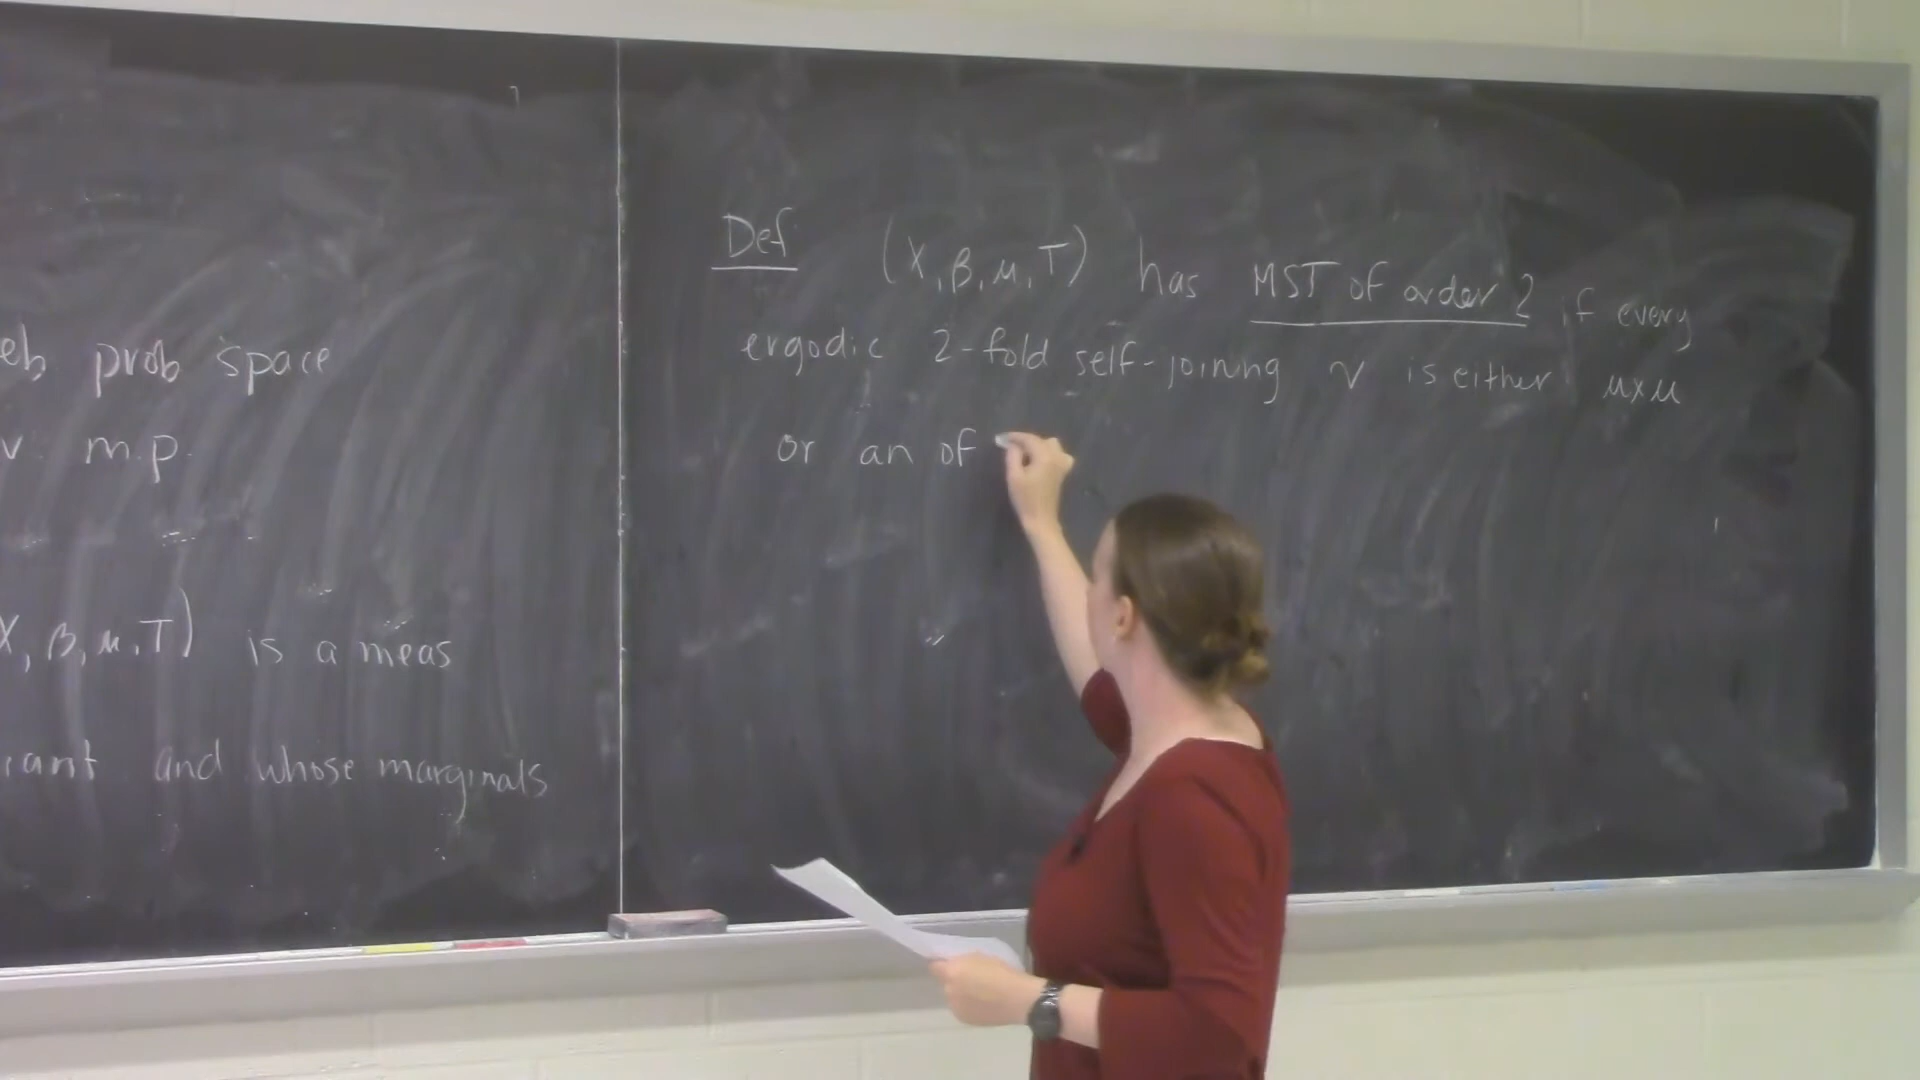 eb prob space
v m.p.
X, β, μ, T) is a meas
iant and whose marginals
Def (X, β, μ, T) has MST of order 2 if every
ergodic 2-fold self-joining ν is either μ×μ
or an of